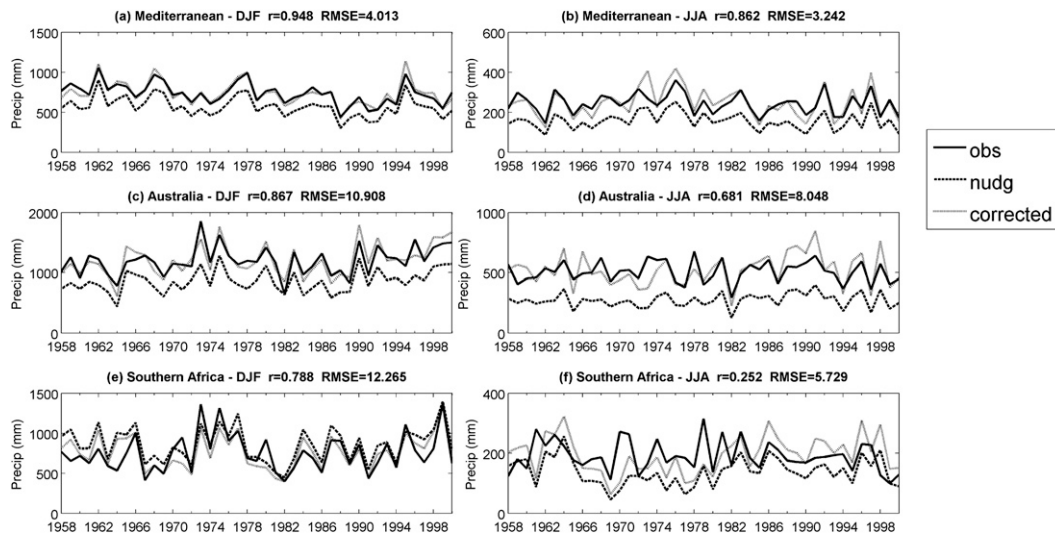 (a) Mediterranean - DJF r=0.948 RMSE=4.013
1500
1000
500
0
Precip (mm)
1958 1962 1966 1970 1974 1978 1982 1986 1990 1994 1998
(b) Mediterranean - JJA r=0.862 RMSE=3.242
600
400
200
0
Precip (mm)
1958 1962 1966 1970 1974 1978 1982 1986 1990 1994 1998
(c) Australia - DJF r=0.867 RMSE=10.908
2000
1000
0
Precip (mm)
1958 1962 1966 1970 1974 1978 1982 1986 1990 1994 1998
(d) Australia - JJA r=0.681 RMSE=8.048
1000
500
0
Precip (mm)
1958 1962 1966 1970 1974 1978 1982 1986 1990 1994 1998
(e) Southern Africa - DJF r=0.788 RMSE=12.265
1500
1000
500
0
Precip (mm)
1958 1962 1966 1970 1974 1978 1982 1986 1990 1994 1998
(f) Southern Africa - JJA r=0.252 RMSE=5.729
400
200
0
Precip (mm)
1958 1962 1966 1970 1974 1978 1982 1986 1990 1994 1998
obs
nudg
corrected